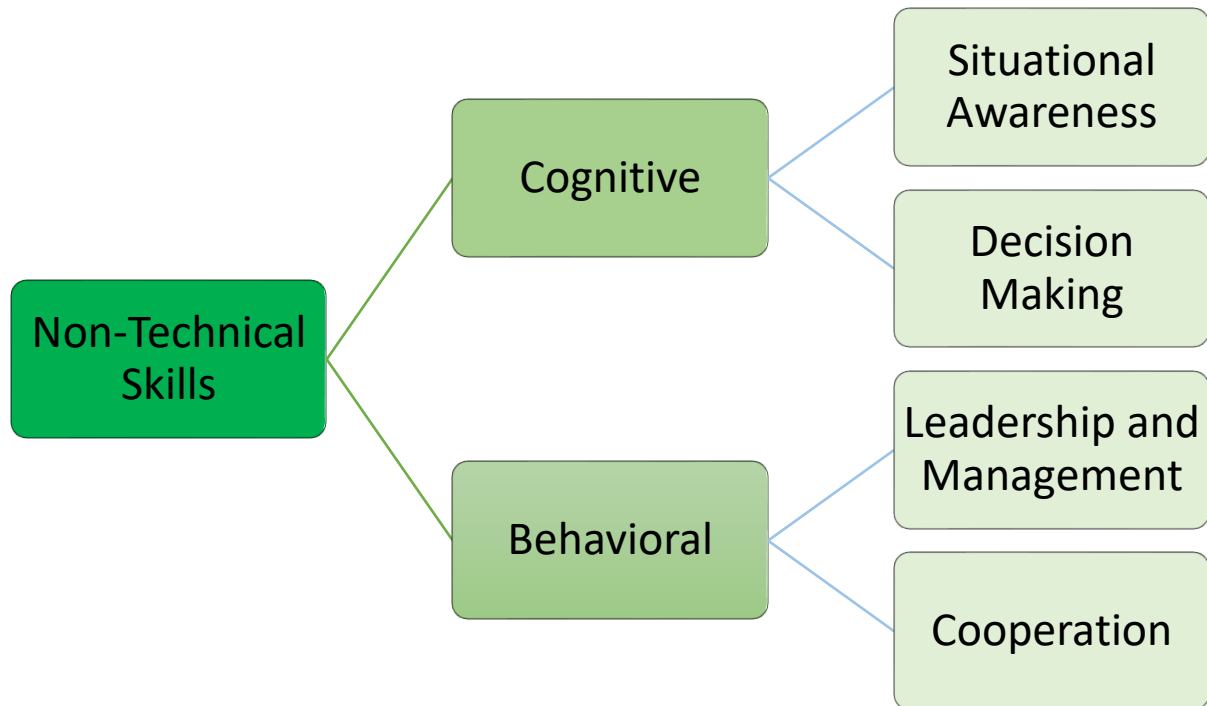 Non-Technical
Skills
Cognitive
Behavioral
Situational
Awareness
Decision
Making
Leadership and
Management
Cooperation